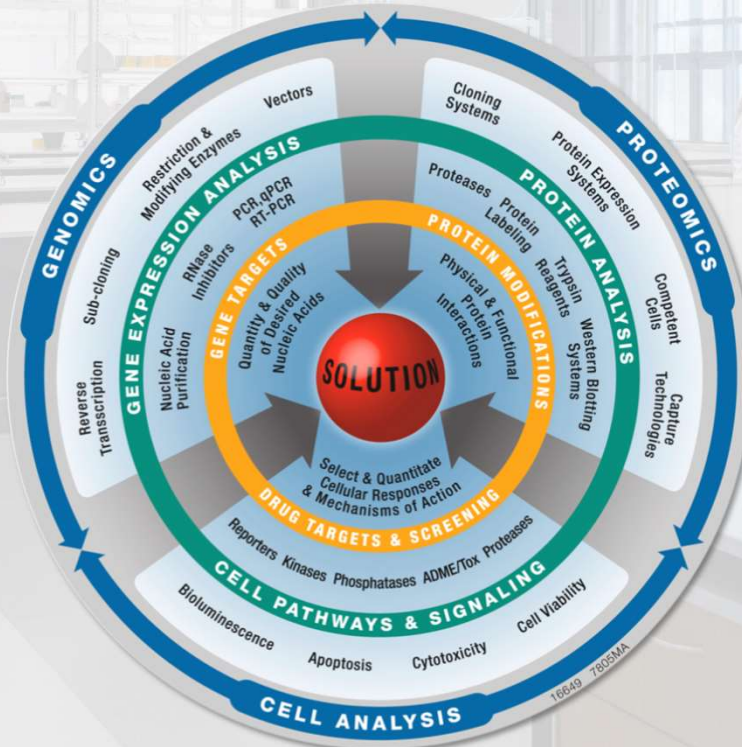 GENOMICS
Vectors
Restriction &
Modifying Enzymes
Sub-cloning
Reverse
Transscription
GENE EXPRESSION ANALYSIS
PCR,qPCR
RT-PCR
RNase
Inhibitors
Nucleic Acid
Purification
GENE TARGETS
Quantity & Quality
of Desired
Nucleic Acids
PROTEOMICS
Cloning
Systems
Protein Expression
Systems
Competent
Cells
Capture
Technologies
PROTEIN ANALYSIS
Proteases
Protein
Labeling
Trypsin
Reagents
Western Blotting
Systems
PROTEIN MODIFICATIONS
Physical & Functional
Protein
Interactions
SOLUTION
Select & Quantitate
Cellular Responses
& Mechanisms of Action
DRUG TARGETS & SCREENING
Reporters Kinases Phosphatases ADME/Tox Proteases
CELL PATHWAYS & SIGNALING
Bioluminescence
Apoptosis
Cytotoxicity
Cell Viability
CELL ANALYSIS
16649 7805MA